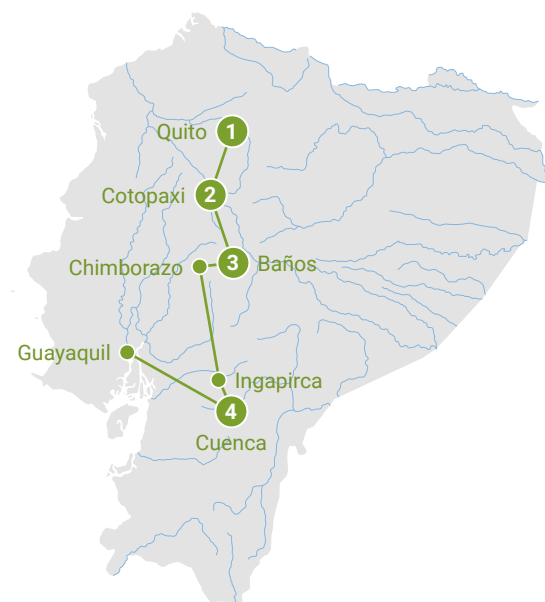 Quito 1
Cotopaxi 2
3 Baños
Chimborazo
Guayaquil
Ingapirca
4
Cuenca